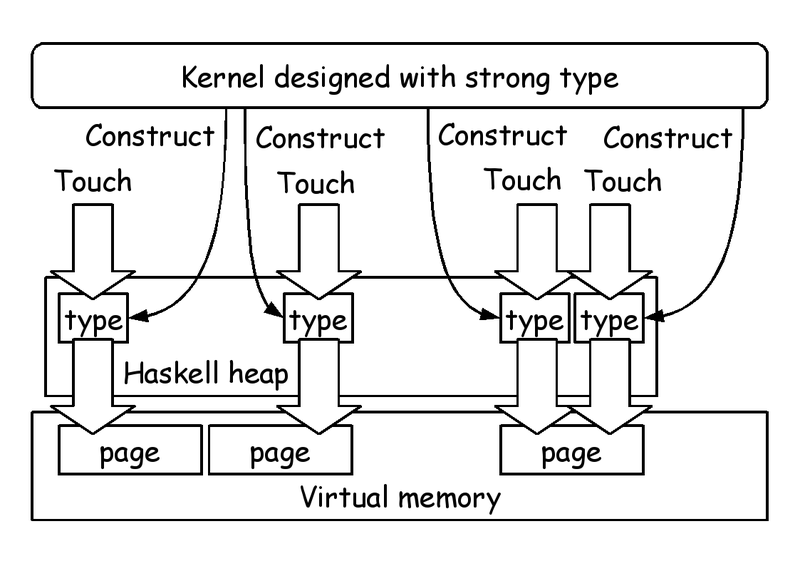 Kernel designed with strong type
Construct
Construct
Construct
Construct
Touch
Touch
Touch
Touch
type
type
type
type
Haskell heap
page
page
page
Virtual memory